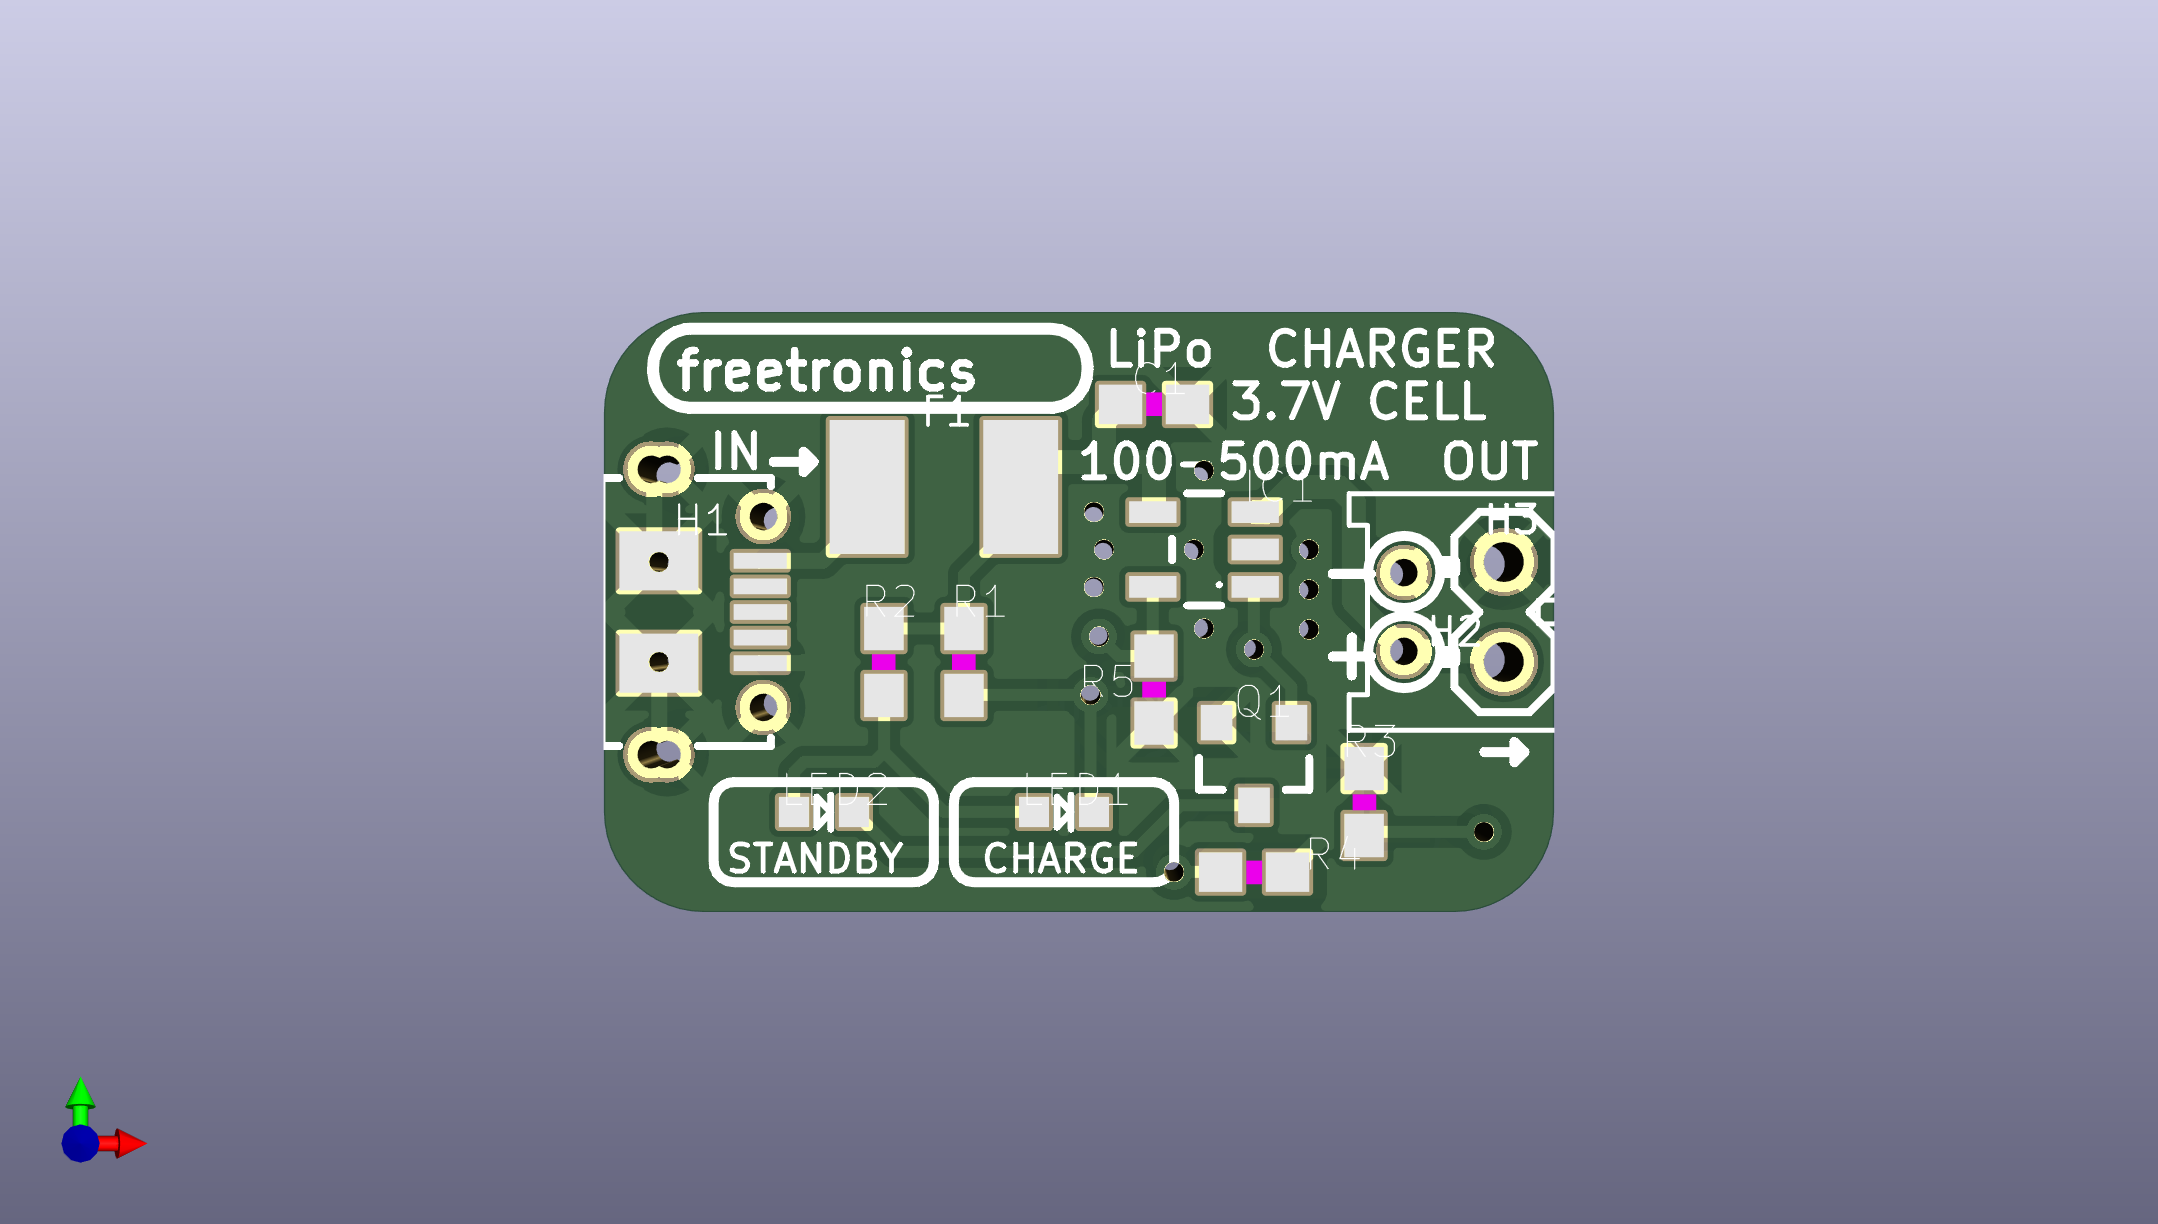 freetronics
LiPo CHARGER
C1
3.7V CELL
F1
IN
100-500mA OUT
IC1
H1
H3
R2 R1
H2
R5
Q1
R3
LED2 LED1
STANDBY CHARGE
R4